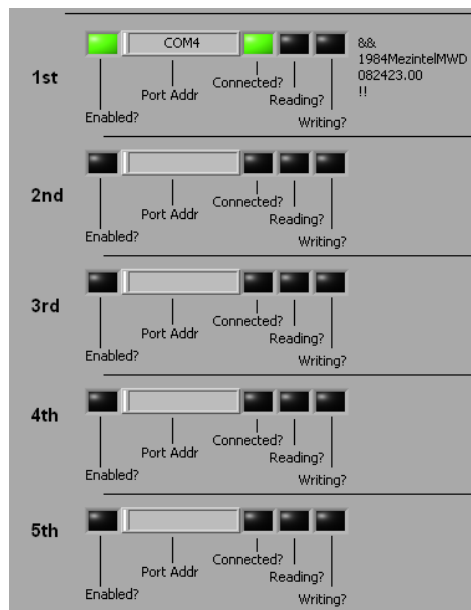 1st
COM4
&&
1984MezintelMWD
082423.00
!!
Enabled?
Port Addr
Connected?
Reading?
Writing?
2nd
Enabled?
Port Addr
Connected?
Reading?
Writing?
3rd
Enabled?
Port Addr
Connected?
Reading?
Writing?
4th
Enabled?
Port Addr
Connected?
Reading?
Writing?
5th
Enabled?
Port Addr
Connected?
Reading?
Writing?